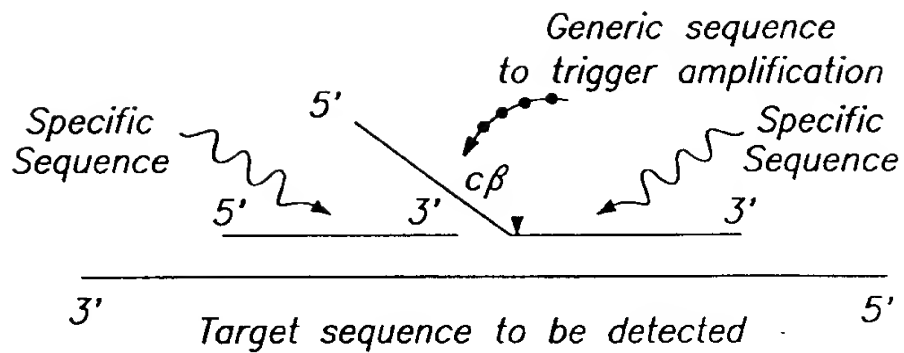 Generic sequence
to trigger amplification
5'
Specific
Sequence
Specific
Sequence
cβ
5'
3'
3'
3'
5'
Target sequence to be detected